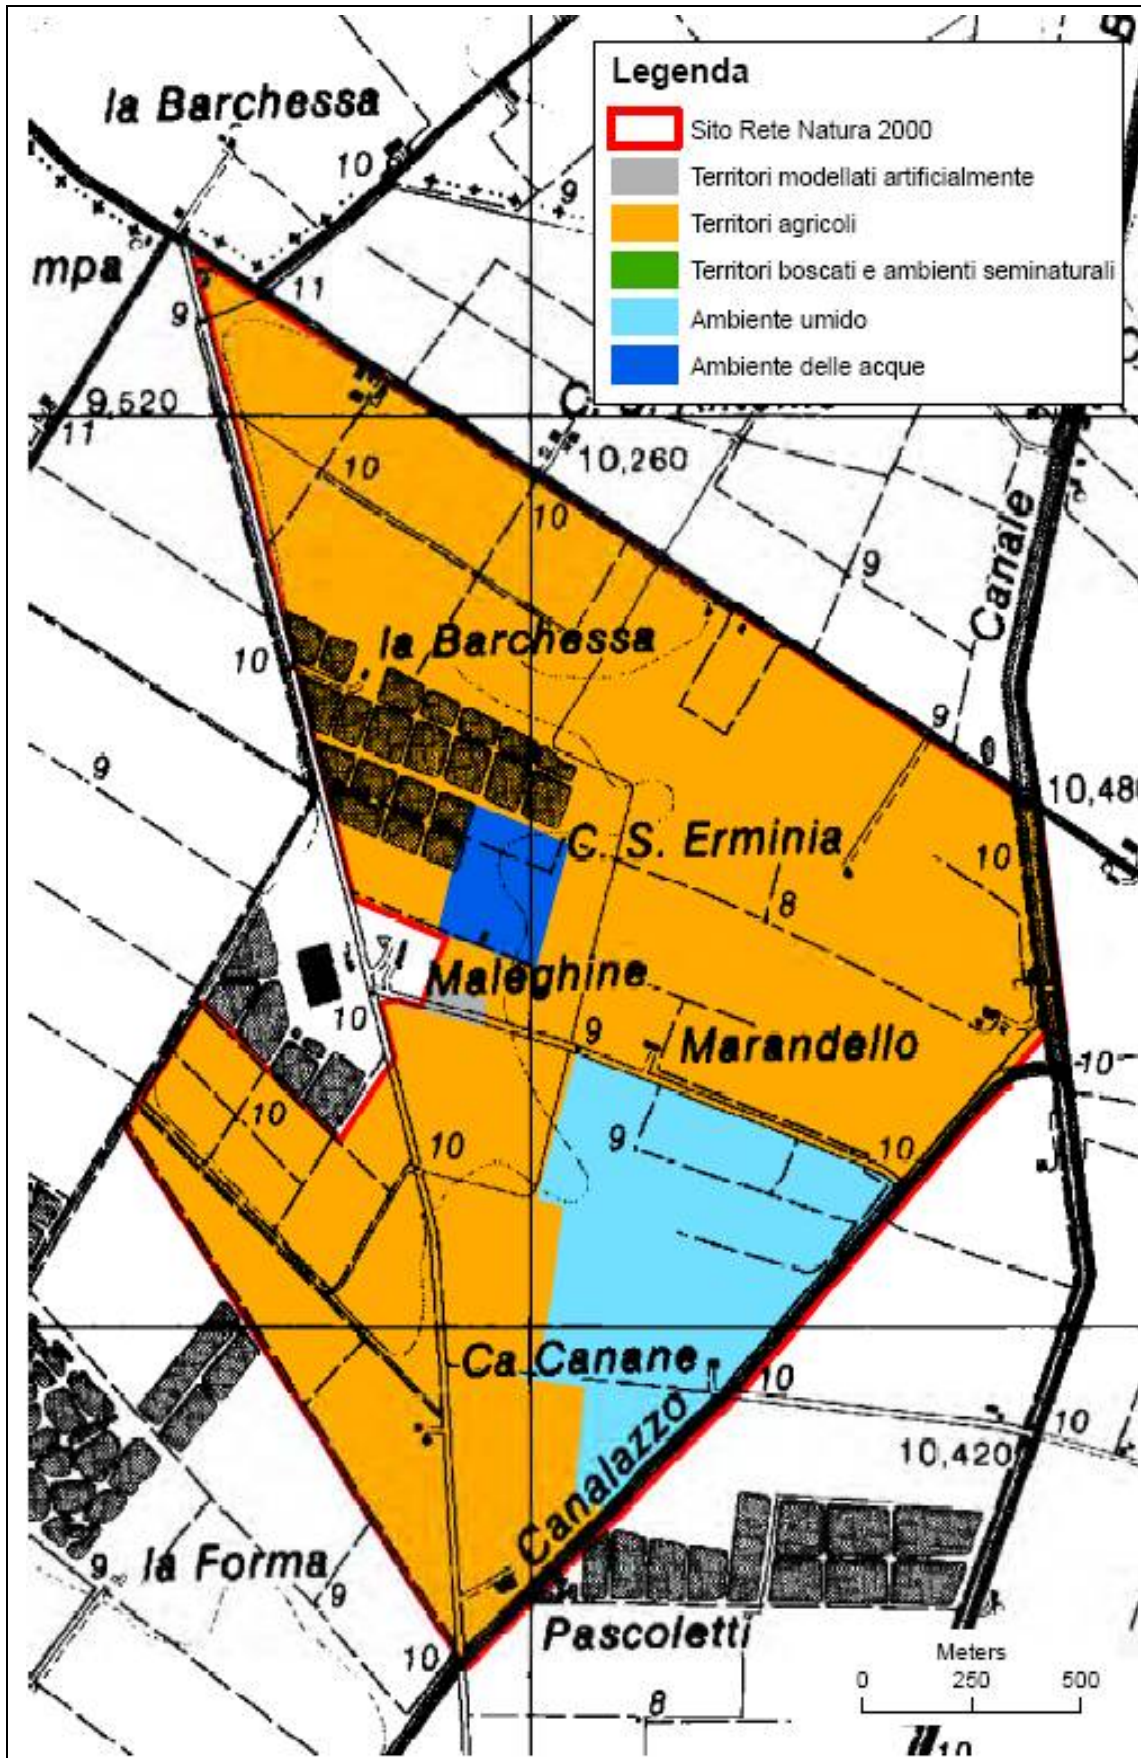 Legenda
Sito Rete Natura 2000
Territori modellati artificialmente
Territori agricoli
Territori boscati e ambienti seminaturali
Ambiente umido
Ambiente delle acque
la Barchessa
10
9
mpa
11
9
9,520
11
10
10,260
10
9
Canale
la Barchessa
10
9
10,480
9
C. S. Erminia
10
8
Maleghine
10
9
Marandello
10
10
9
10
10
Ca Canane
10
10
Canalazzo
10,420
la Forma
9
9
Pascoletti
10
8
10
Meters
0 250 500